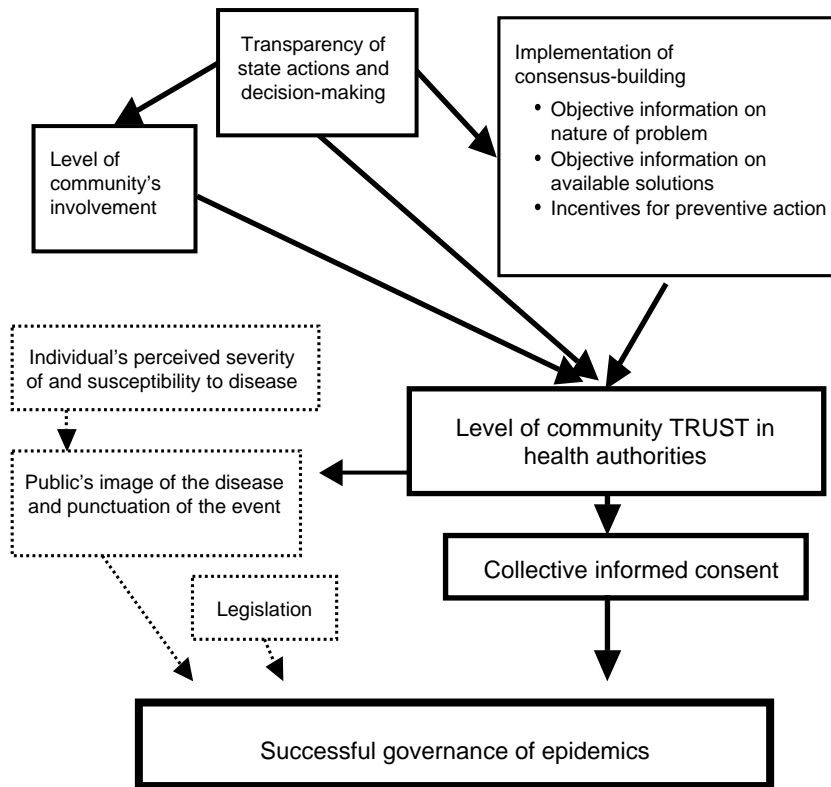 Transparency of
state actions and
decision-making
Implementation of
consensus-building
• Objective information on
nature of problem
• Objective information on
available solutions
• Incentives for preventive action
Level of
community’s
involvement
Individual’s perceived severity
of and susceptibility to disease
Level of community TRUST in
health authorities
Public’s image of the disease
and punctuation of the event
Collective informed consent
Legislation
Successful governance of epidemics